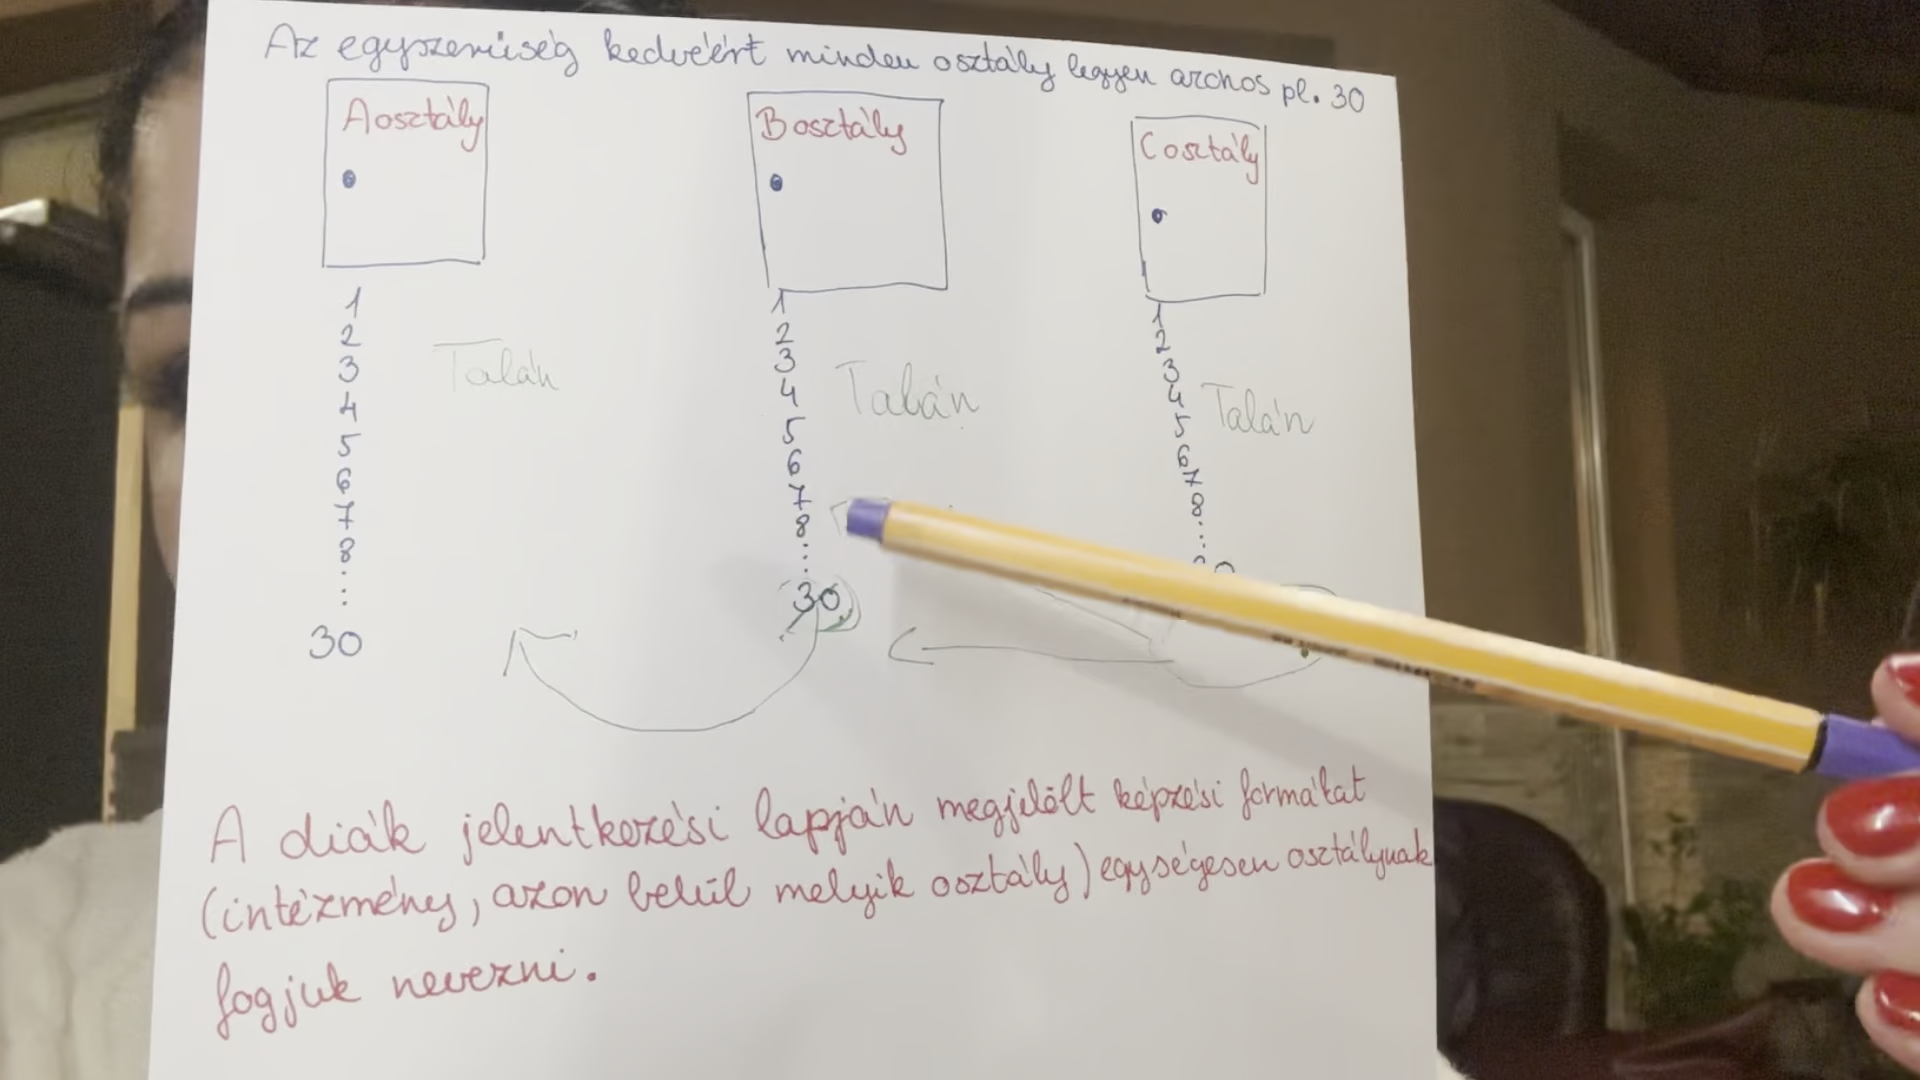 Az egyszerűség kedvéért minden osztály legyen azonos pl. 30
A osztály
B osztály
C osztály
1
2
3
4
5
6
7
8
30
Talán
1
2
3
4
5
6
7
8
30
Talán
1
2
3
4
5
6
7
8
Talán
A diák jelentkezési lapján megjelölt képzési formákat
(intézmény, azon belül melyik osztály) egységesen osztálynak
fogjuk nevezni.